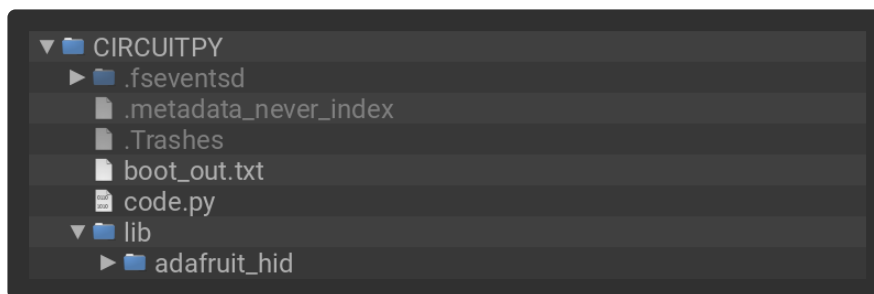 CIRCUITPY
.fseventsd
.metadata_never_index
.Trashes
boot_out.txt
code.py
lib
adafruit_hid